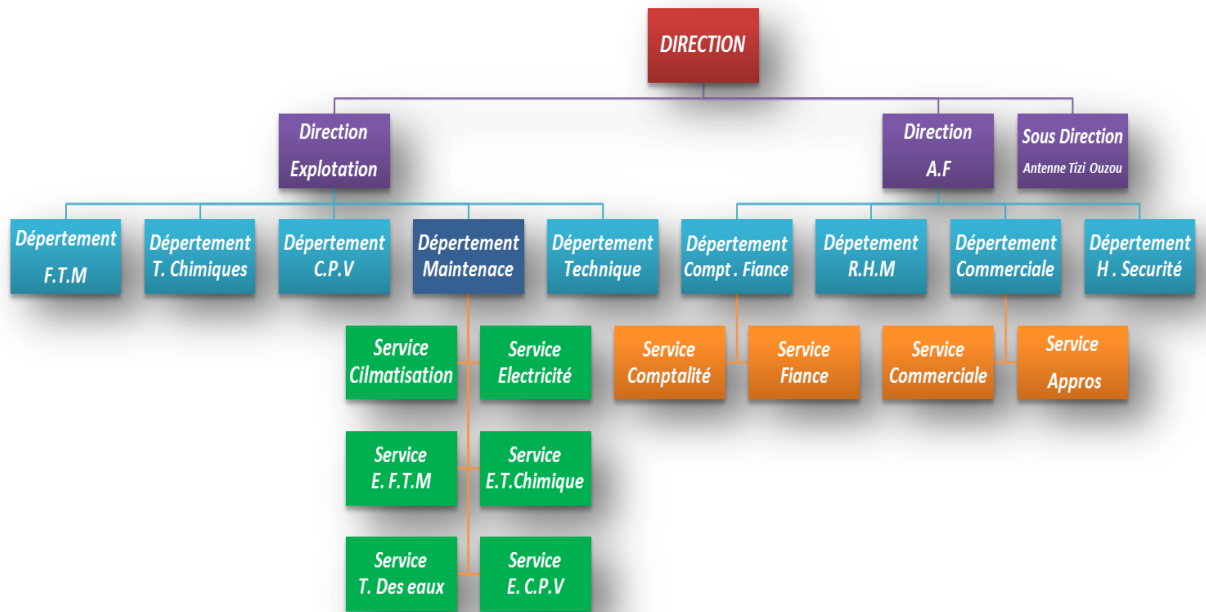 DIRECTION
Direction
Explotation
Direction
A.F
Sous Direction
Antenne Tizi Ouzou
Dépertement
F.T.M
Dépertement
T. Chimiques
Dépertement
C.P.V
Dépertement
Maintenace
Dépertement
Technique
Dépertement
Compt . Fiance
Dépetement
R.H.M
Dépertement
Commerciale
Dépertement
H . Securité
Service
Cilmatisation
Service
Electricité
Service
Comptalité
Service
Fiance
Service
Commerciale
Service
Appros
Service
E. F.T.M
Service
E.T.Chimique
Service
T. Des eaux
Service
E. C.P.V